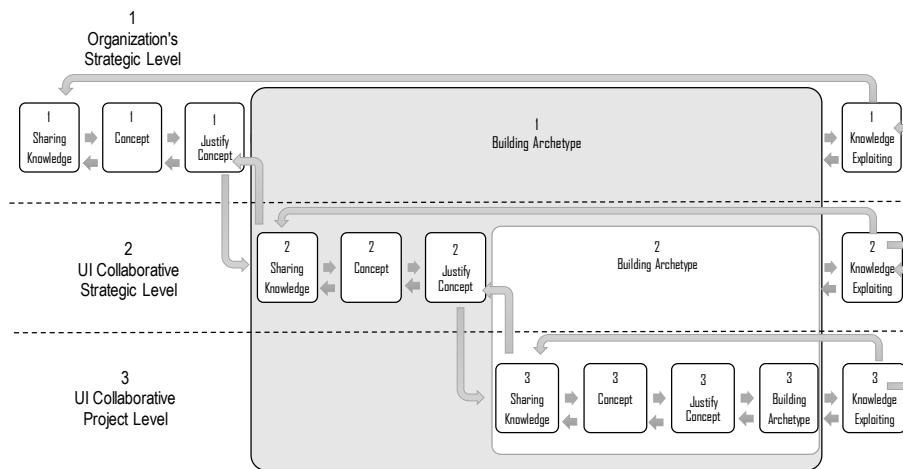 1
Organization's
Strategic Level
1
Sharing
Knowledge
1
Concept
1
Justify
Concept
1
Building Archetype
1
Knowledge
Exploiting
2
UI Collaborative
Strategic Level
2
Sharing
Knowledge
2
Concept
2
Justify
Concept
2
Building Archetype
2
Knowledge
Exploiting
3
UI Collaborative
Project Level
3
Sharing
Knowledge
3
Concept
3
Justify
Concept
3
Building
Archetype
3
Knowledge
Exploiting